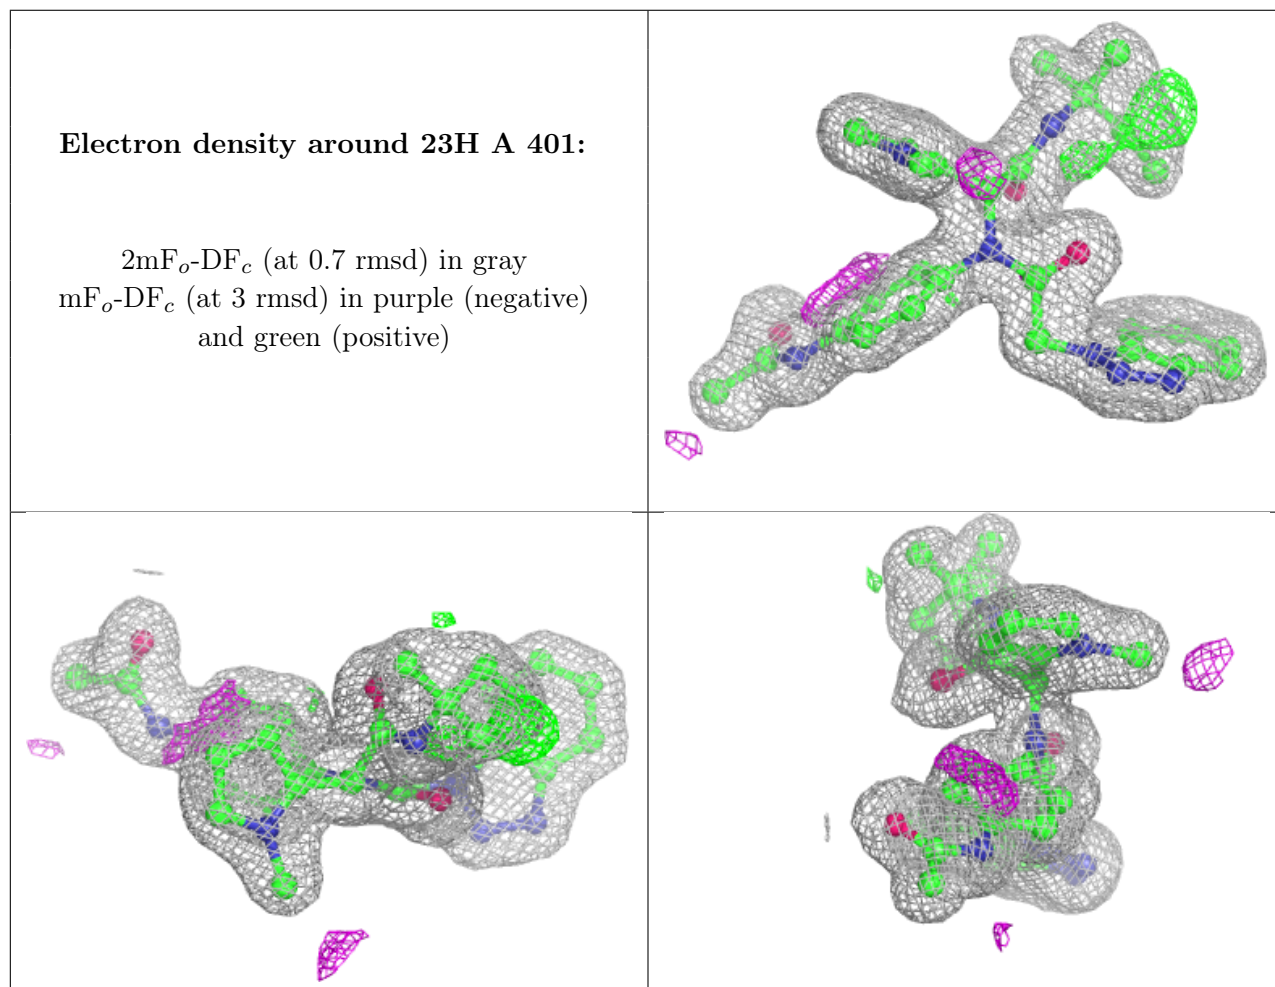 Electron density around 23H A 401:
2mFo-DFc (at 0.7 rmsd) in gray
mFo-DFc (at 3 rmsd) in purple (negative)
and green (positive)